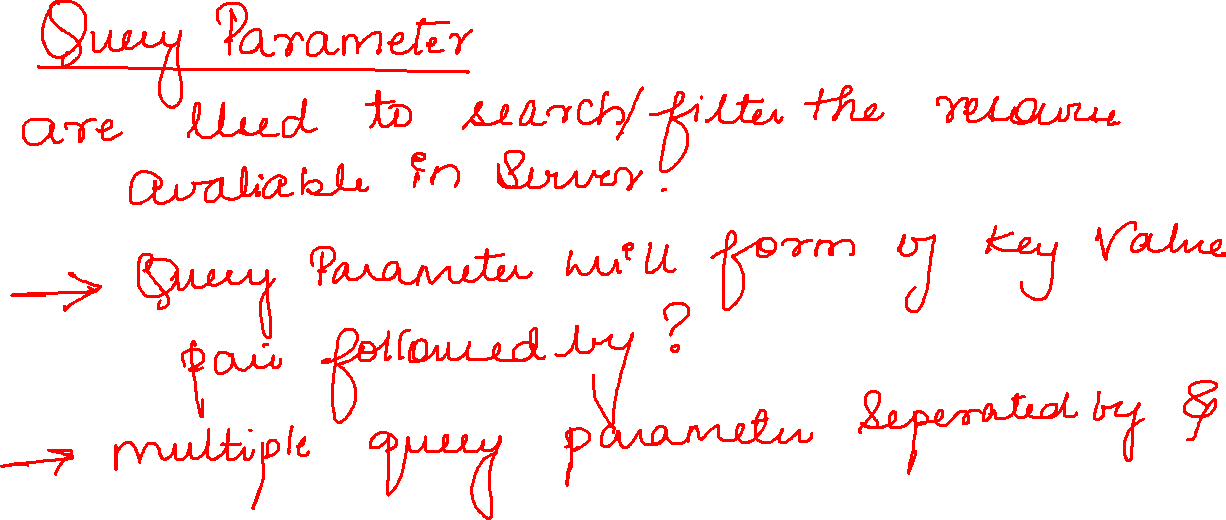 Query Parameter
are Used to search/filter the resource
avaliable in Server.
→ Query Parameter will form of Key Value
pair followed by ?
→ multiple query parameter Seperated by &